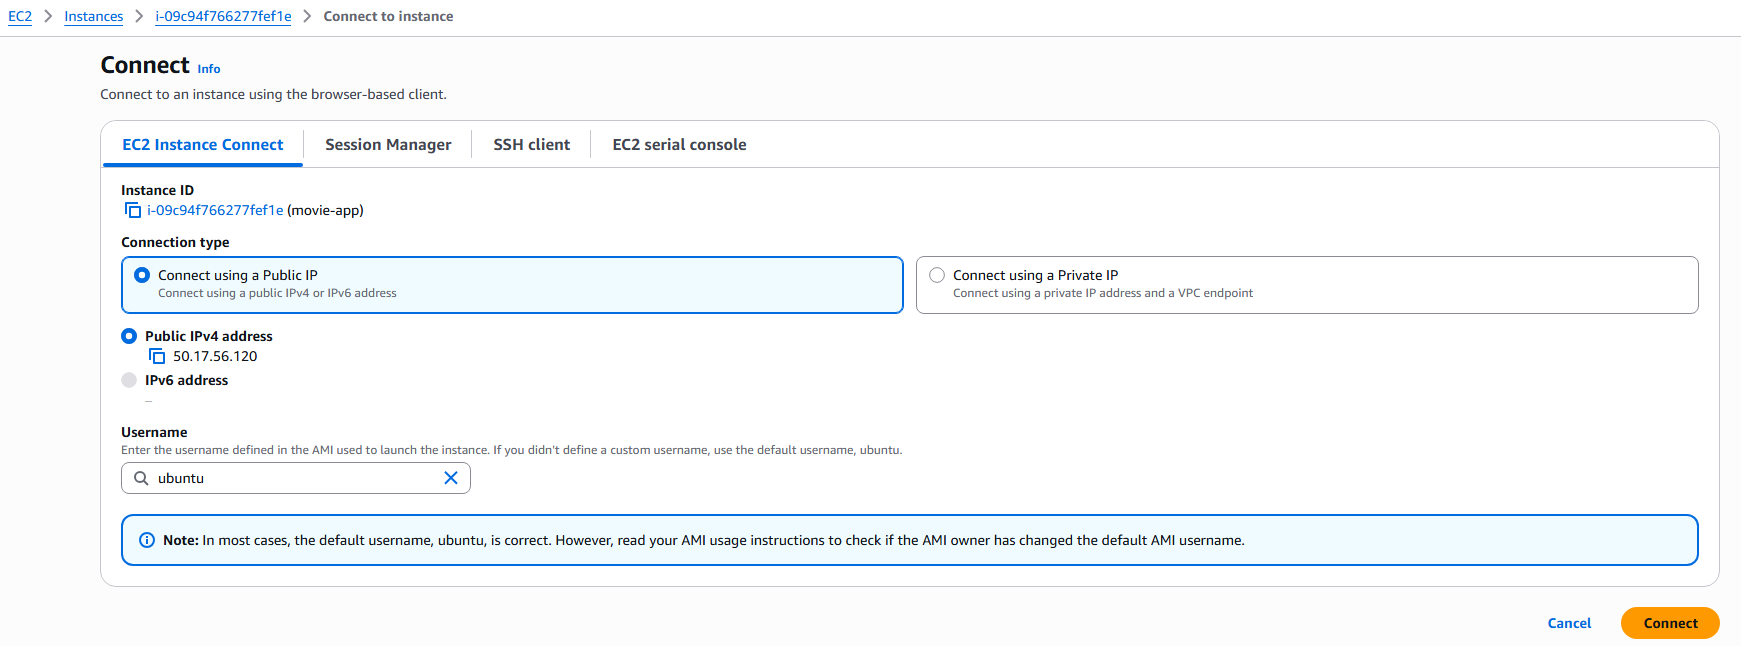 EC2 > Instances > i-09c94f766277fef1e > Connect to instance
Connect Info
Connect to an instance using the browser-based client.
EC2 Instance Connect Session Manager SSH client EC2 serial console
Instance ID
i-09c94f766277fef1e (movie-app)
Connection type
Connect using a Public IP
Connect using a public IPv4 or IPv6 address
Connect using a Private IP
Connect using a private IP address and a VPC endpoint
Public IPv4 address
50.17.56.120
IPv6 address
–
Username
Enter the username defined in the AMI used to launch the instance. If you didn't define a custom username, use the default username, ubuntu.
ubuntu
Note: In most cases, the default username, ubuntu, is correct. However, read your AMI usage instructions to check if the AMI owner has changed the default AMI username.
Cancel Connect